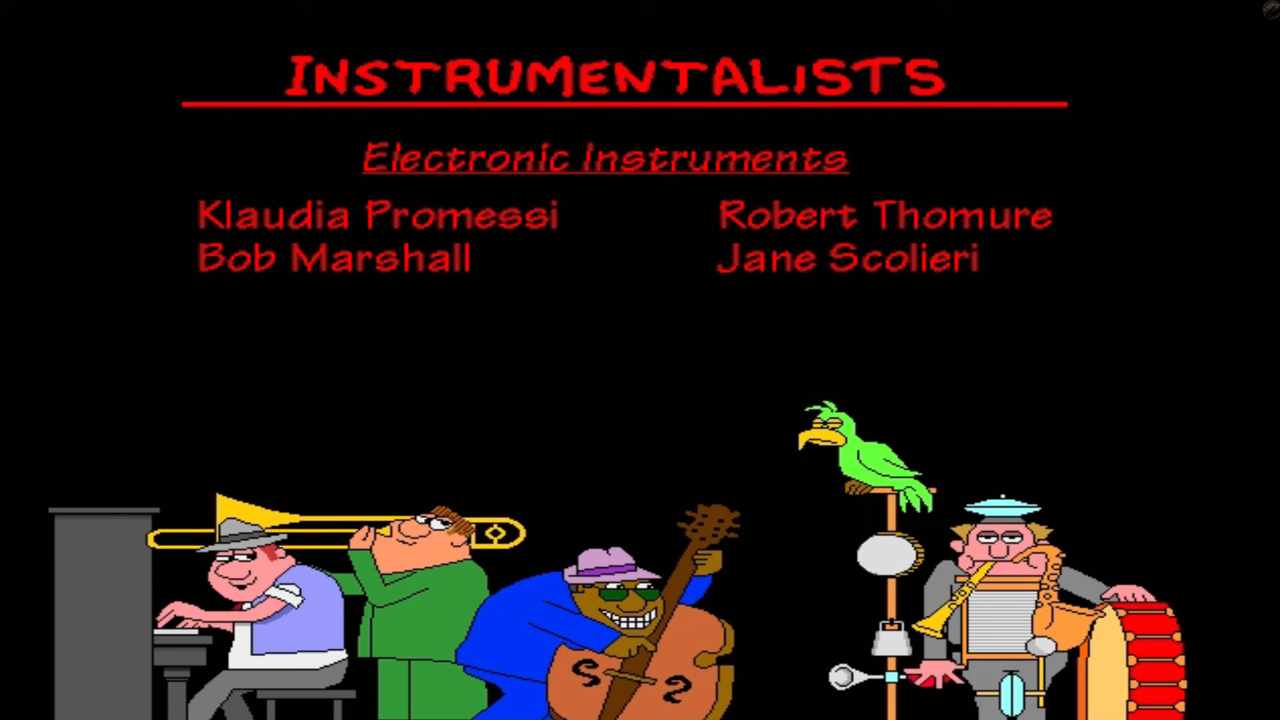 INSTRUMENTALiSTS
Electronic Instruments
Klaudia Promessi Robert Thomure
Bob Marshall Jane Scolieri